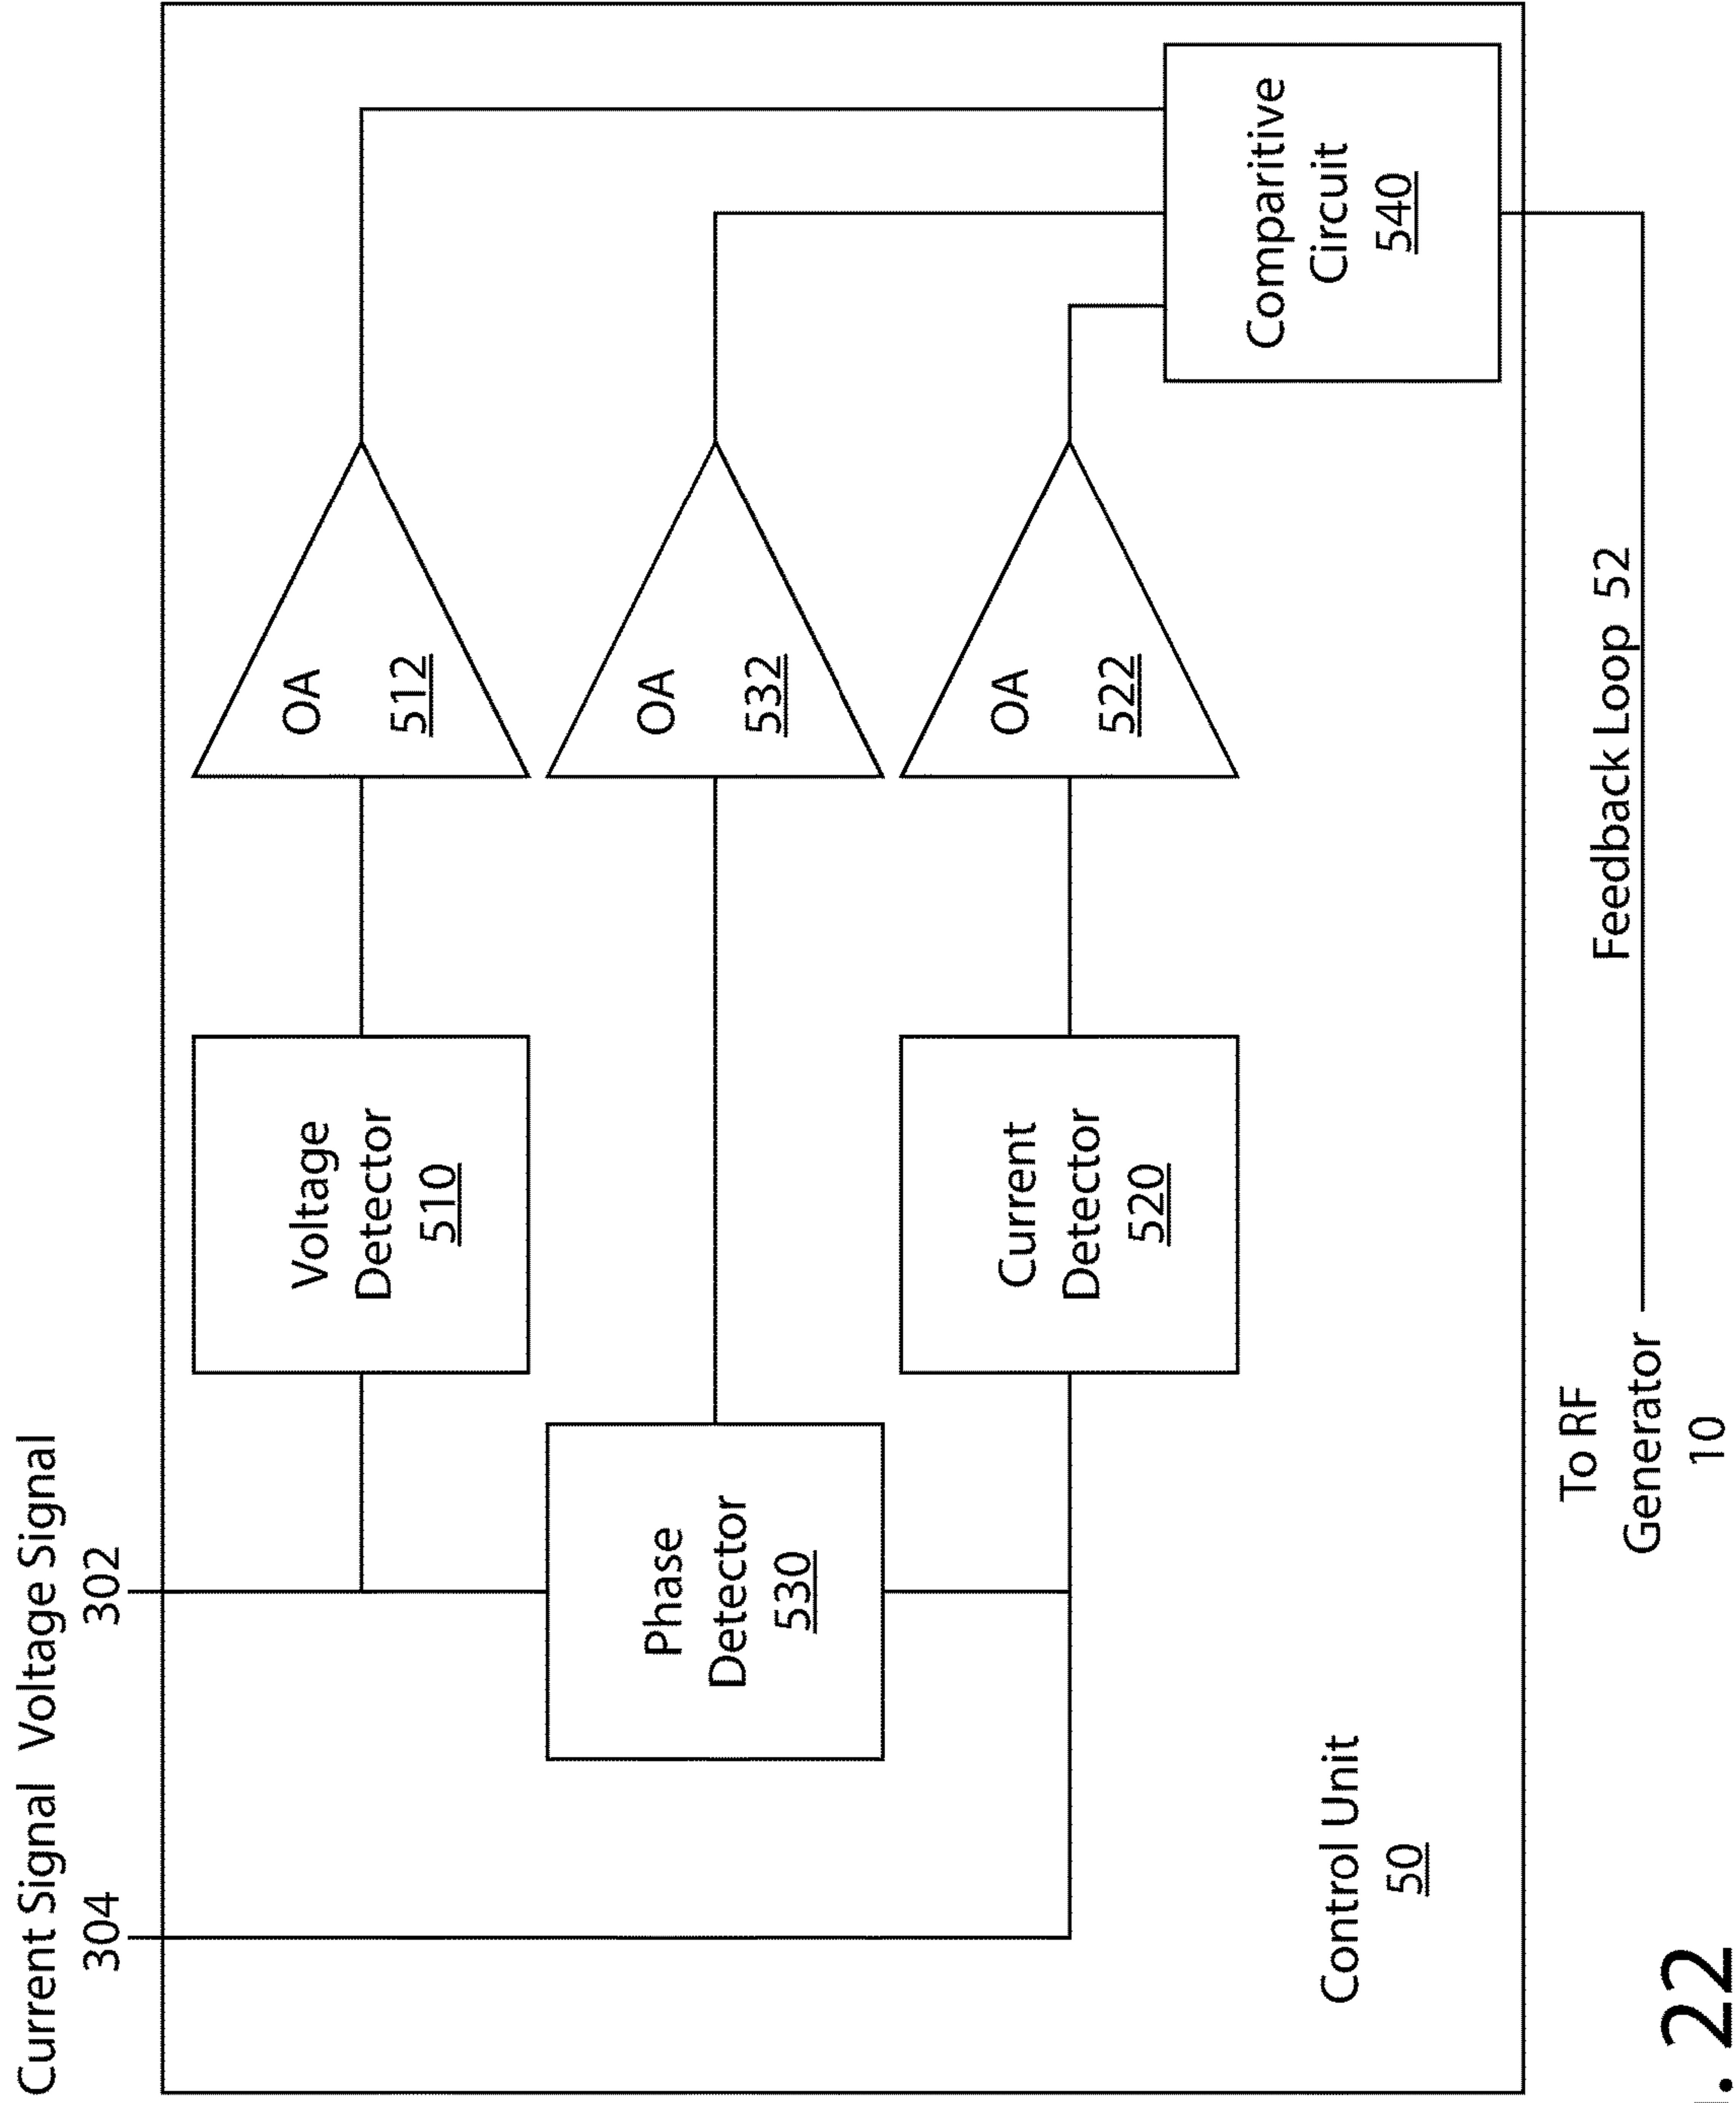 Current Signal Voltage Signal
304 302
Voltage
Detector
510
OA
512
Phase
Detector
530
OA
532
Current
Detector
520
OA
522
Comparitive
Circuit
540
Control Unit
50
Feedback Loop 52
To RF
Generator
10
22